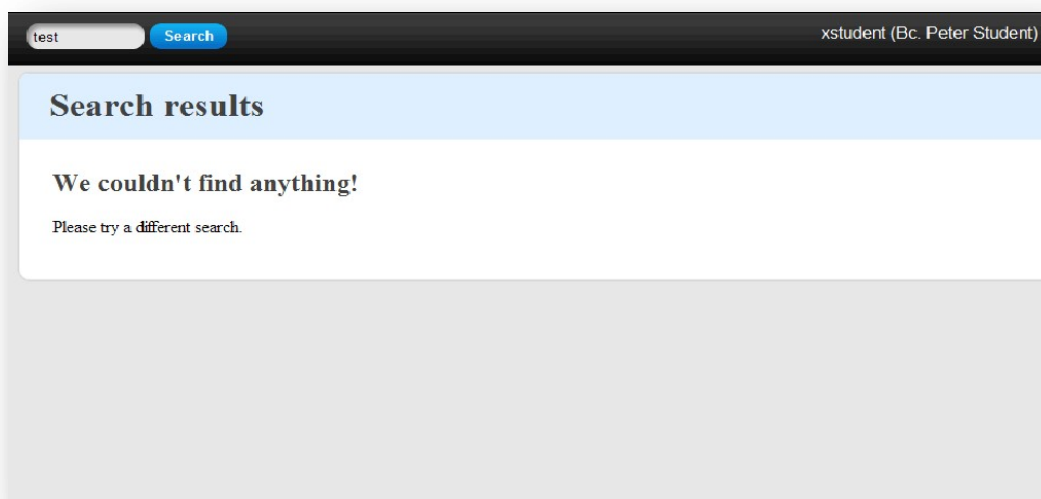 test Search xstudent (Bc. Peter Student)
Search results
We couldn't find anything!
Please try a different search.